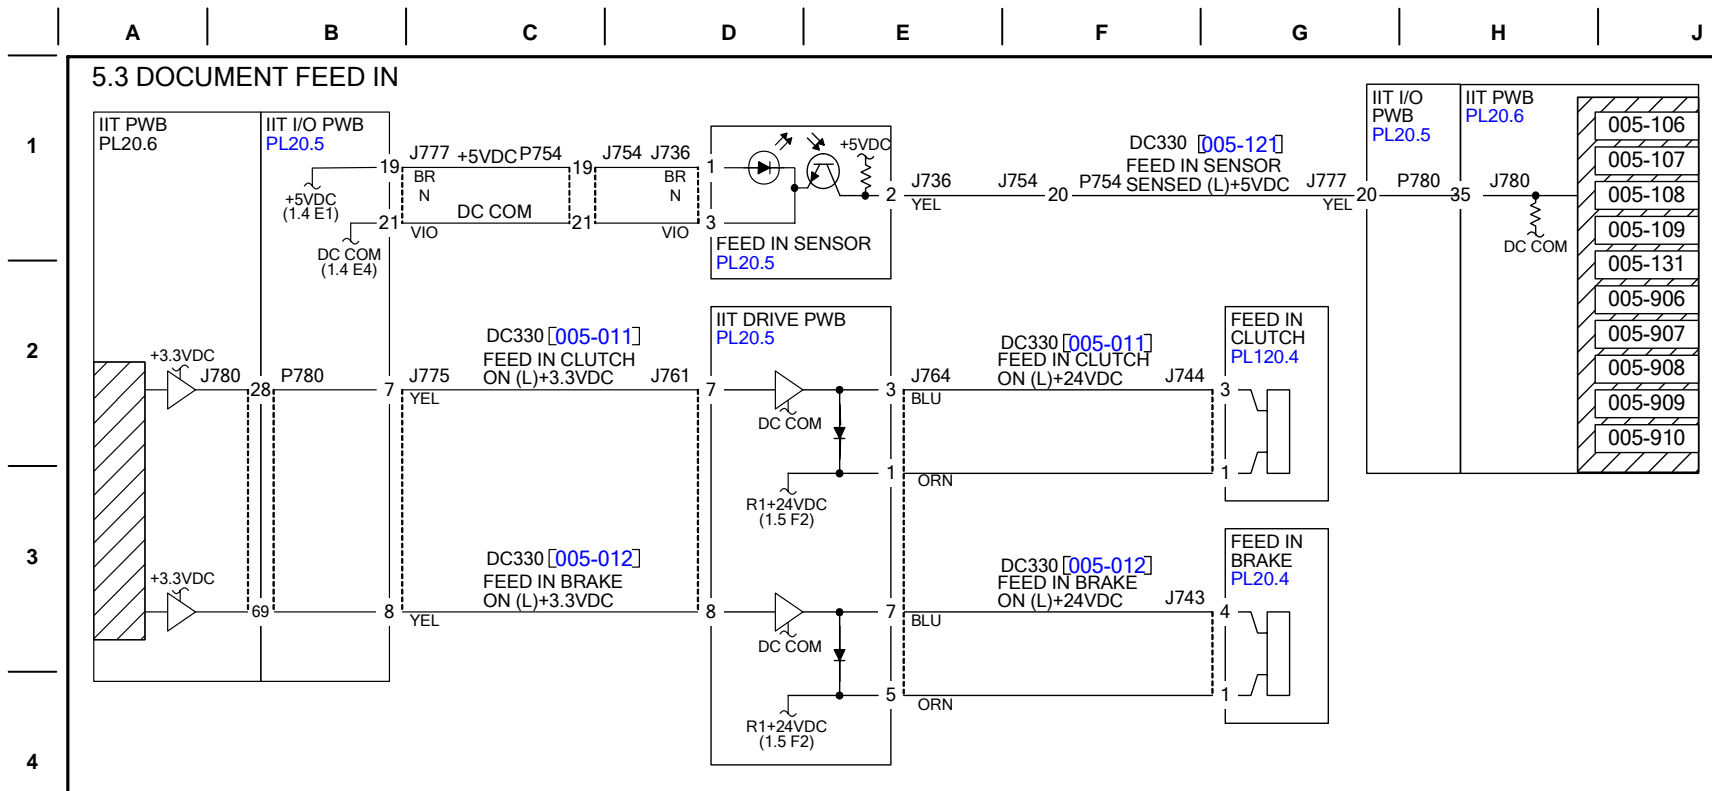 A B C D E F G H J
1
2
3
4
5.3 DOCUMENT FEED IN
IIT PWB
PL20.6
IIT I/O PWB
PL20.5
+5VDC
(1.4 E1)
DC COM
(1.4 E4)
19
21
J777 +5VDC P754
BR
N
DC COM
VIO
19
21
J754 J736
BR
N
VIO
1
3
+5VDC
2
FEED IN SENSOR
PL20.5
J736
YEL
J754
20
P754
DC330 [005-121]
FEED IN SENSOR
SENSED (L)+5VDC
J777
YEL
20
P780
35
J780
DC COM
IIT I/O
PWB
PL20.5
IIT PWB
PL20.6
005-106
005-107
005-108
005-109
005-131
005-906
005-907
005-908
005-909
005-910
+3.3VDC
J780
28
P780
7
J775
YEL
DC330 [005-011]
FEED IN CLUTCH
ON (L)+3.3VDC
J761
7
IIT DRIVE PWB
PL20.5
DC COM
R1+24VDC
(1.5 F2)
3
1
J764
BLU
ORN
DC330 [005-011]
FEED IN CLUTCH
ON (L)+24VDC
J744
3
1
FEED IN
CLUTCH
PL120.4
+3.3VDC
69
8
YEL
DC330 [005-012]
FEED IN BRAKE
ON (L)+3.3VDC
8
DC COM
R1+24VDC
(1.5 F2)
7
5
BLU
ORN
DC330 [005-012]
FEED IN BRAKE
ON (L)+24VDC
J743
4
1
FEED IN
BRAKE
PL20.4